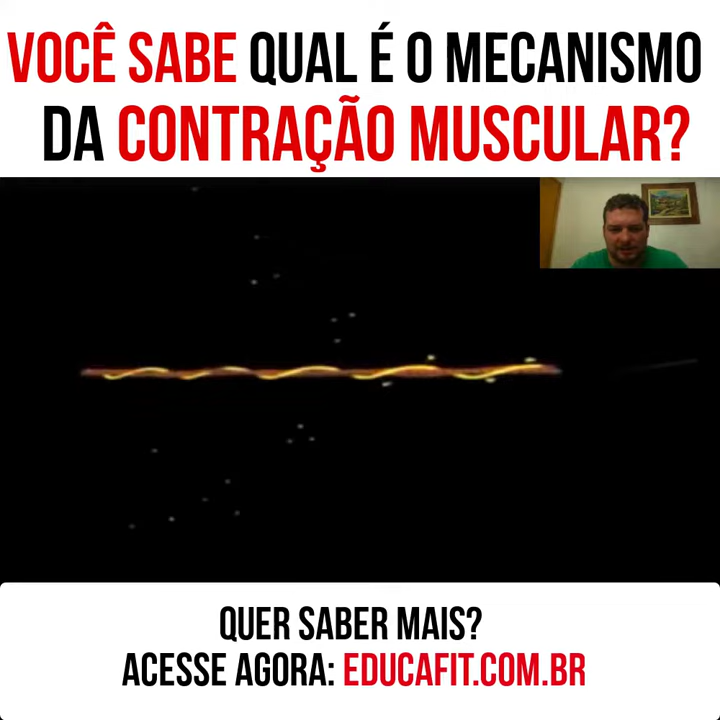 VOCÊ SABE QUAL É O MECANISMO
DA CONTRAÇÃO MUSCULAR?
QUER SABER MAIS?
ACESSE AGORA: EDUCAFIT.COM.BR